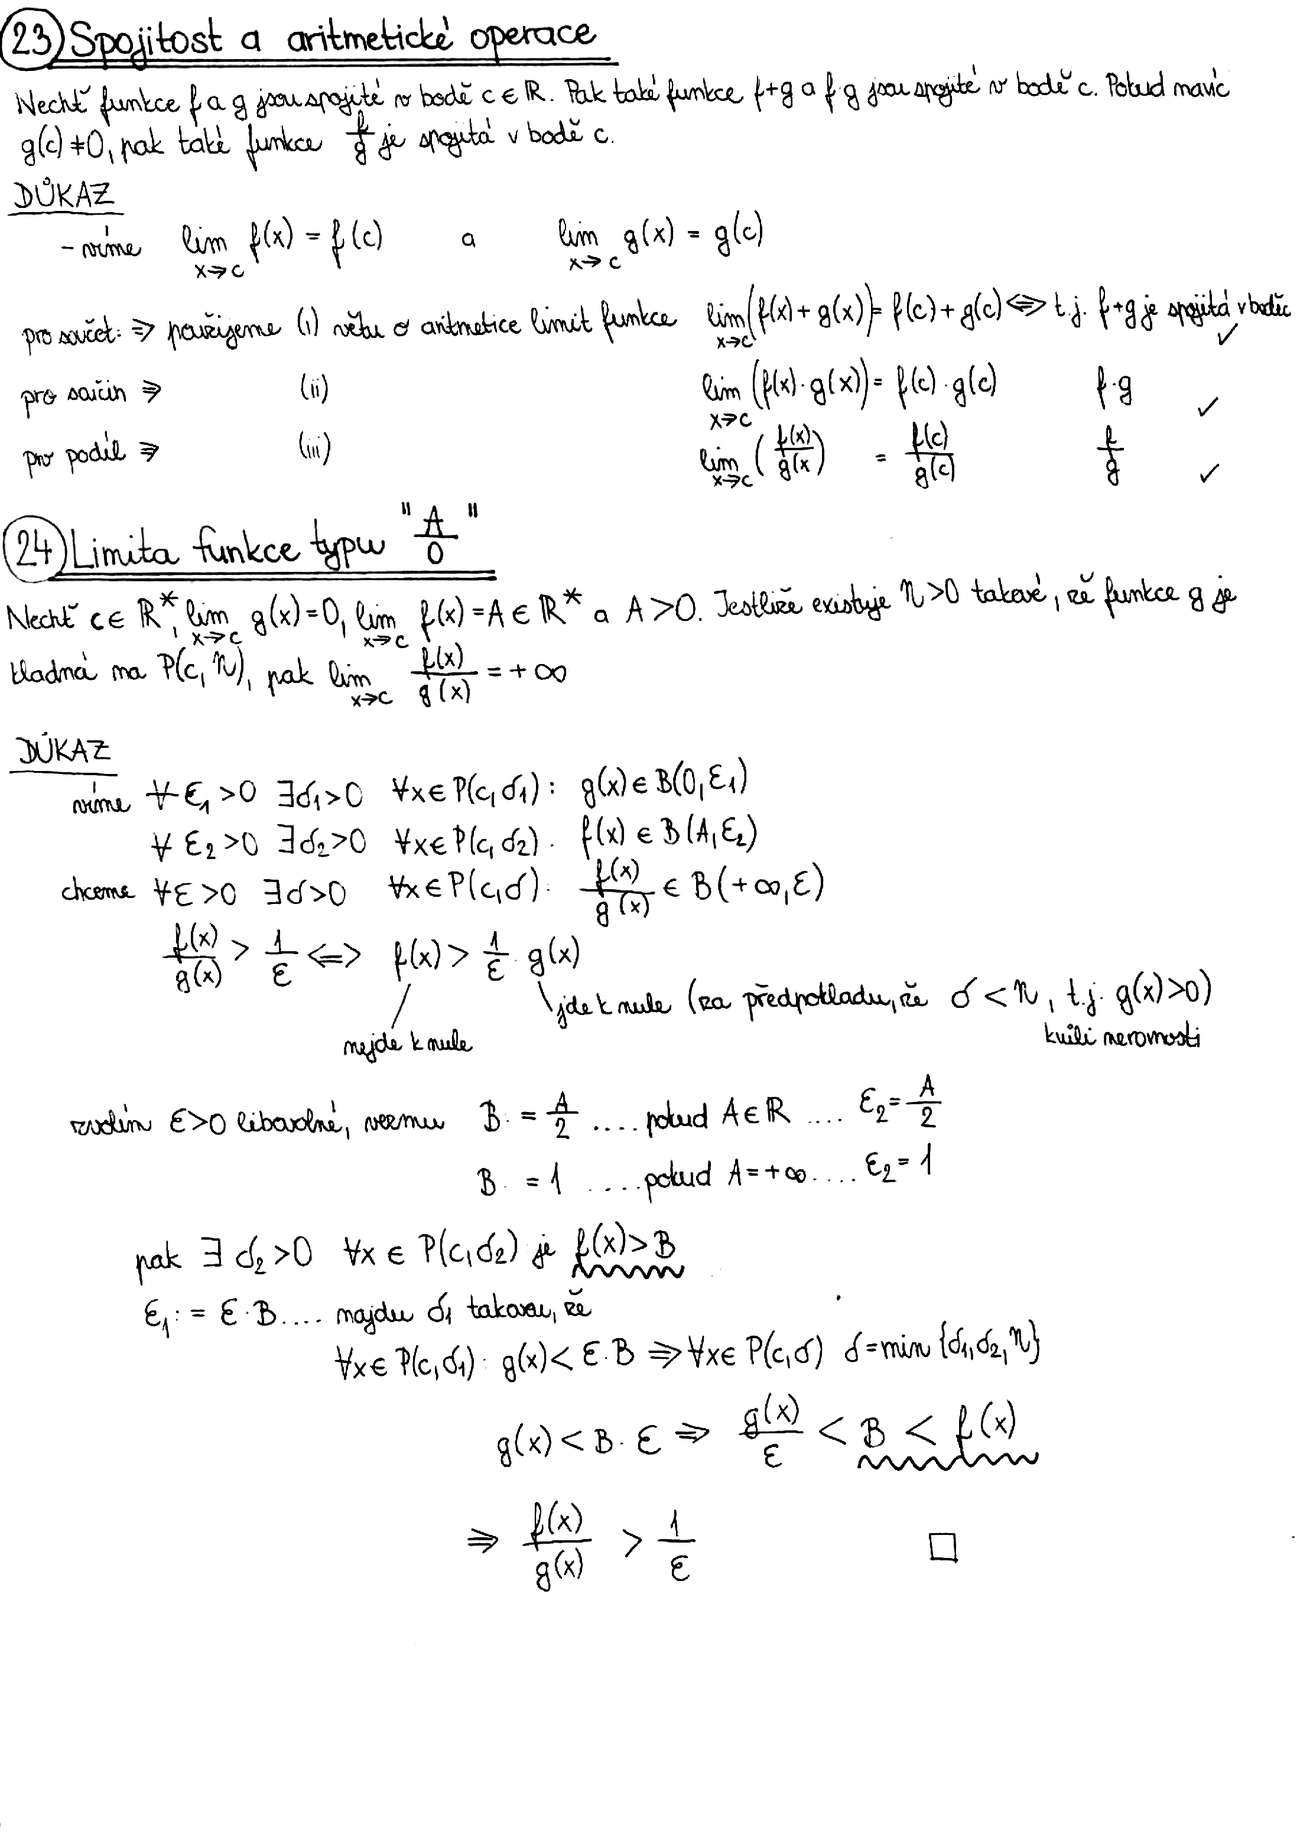 23) Spojitost a aritmetické operace
Nechť funkce f a g jsou spojité v bodě c ∈ ℝ. Pak také funkce f+g a f·g jsou spojité v bodě c. Pokud navíc
g(c) ≠ 0, pak také funkce f/g je spojitá v bodě c.
DŮKAZ
- víme lim_{x→c} f(x) = f(c) a lim_{x→c} g(x) = g(c)
pro součet: ⇒ použijeme (i) větu o aritmetice limit funkce lim_{x→c} (f(x) + g(x)) = f(c) + g(c) ⟺ t.j. f+g je spojitá v bodě c ✓
pro součin ⇒ (ii) lim_{x→c} (f(x)·g(x)) = f(c)·g(c) f·g ✓
pro podíl ⇒ (iii) lim_{x→c} (f(x)/g(x) = f(c)/g(c) f/g ✓
24) Limita funkce typu "A/0"
Nechť c ∈ ℝ*, lim_{x→c} g(x) = 0, lim_{x→c} f(x) = A ∈ ℝ* a A > 0. Jestliže existuje η > 0 takové, že funkce g je
kladná na P(c, η), pak lim_{x→c} f(x)/g(x) = +∞
DŮKAZ
víme ∀ ε₁ > 0 ∃δ₁ > 0 ∀x ∈ P(c, δ₁): g(x) ∈ B(0, ε₁)
∀ ε₂ > 0 ∃δ₂ > 0 ∀x ∈ P(c, δ₂): f(x) ∈ B(A, ε₂)
chceme ∀ε > 0 ∃δ > 0 ∀x ∈ P(c, δ): f(x)/g(x) ∈ B(+∞, ε)
f(x)/g(x) > 1/ε ⟺ f(x) > 1/ε · g(x)
jde k nule (za předpokladu, že δ < η, t.j. g(x) > 0)
nejde k nule kvůli nerovnosti
zvolím ε > 0 libovolné, vezmu B = A/2 .... pokud A ∈ ℝ .... ε₂ = A/2
B = 1 .... pokud A = +∞ .... ε₂ = 1
pak ∃ δ₂ > 0 ∀x ∈ P(c, δ₂) je f(x) > B
ε₁ := ε · B .... najdu δ₁ takovou, že
∀x ∈ P(c, δ₁): g(x) < ε · B ⇒ ∀x ∈ P(c, δ) δ = min {δ₁, δ₂, η}
g(x) < B · ε ⇒ g(x)/ε < B < f(x)
⇒ f(x)/g(x) > 1/ε □